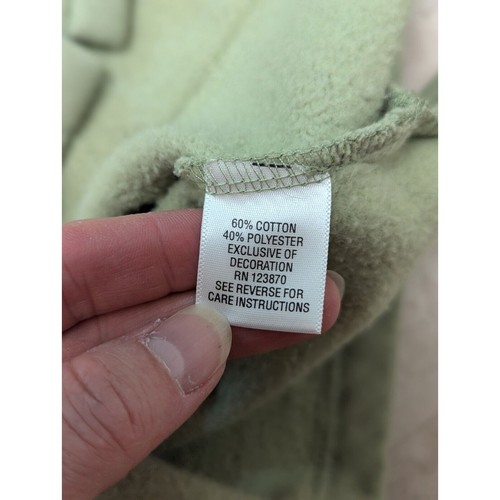 60% COTTON
40% POLYESTER
EXCLUSIVE OF
DECORATION
RN 123870
SEE REVERSE FOR
CARE INSTRUCTIONS